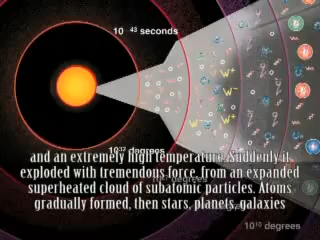 10 43 seconds
10³² degrees
and an extremely high temperature. Suddenly it
exploded with tremendous force, from an expanded
superheated cloud of subatomic particles. Atoms
gradually formed, then stars, planets, galaxies
10¹⁰ degrees